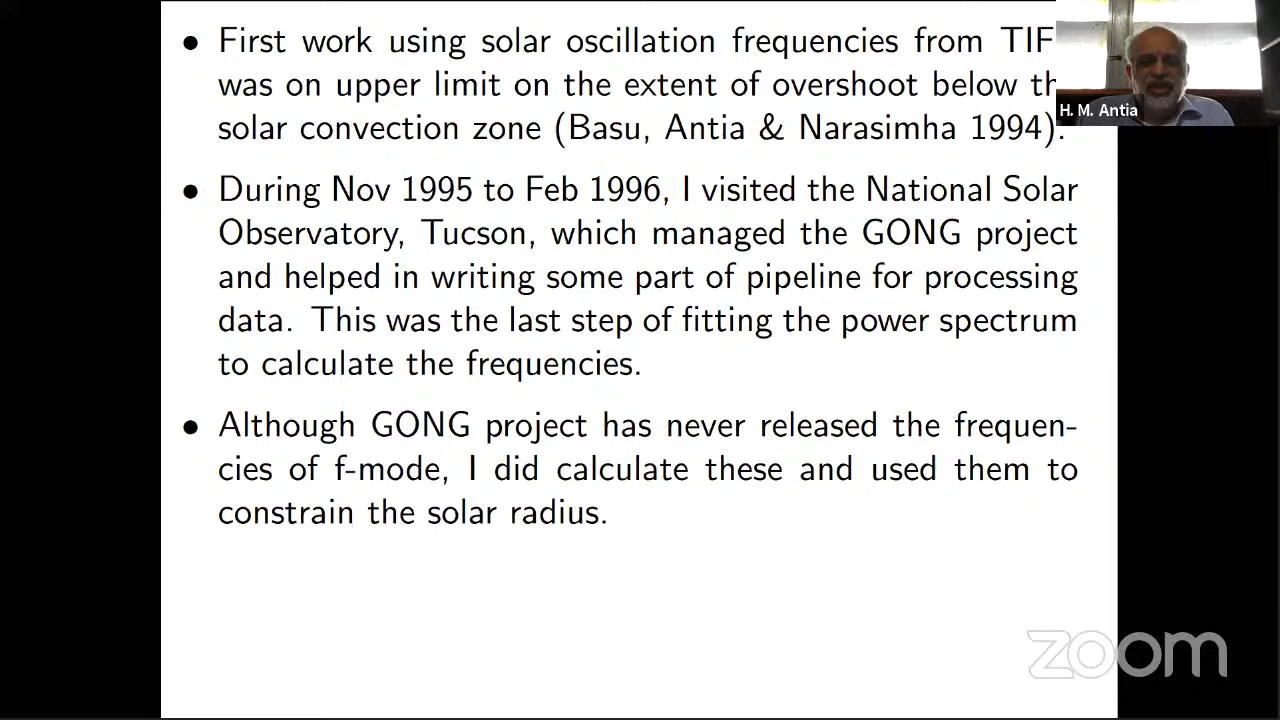 • First work using solar oscillation frequencies from
was on upper limit on the extent of overshoot below
solar convection zone (Basu, Antia & Narasimha 1994).
• During Nov 1995 to Feb 1996, I visited the National Solar
Observatory, Tucson, which managed the GONG project
and helped in writing some part of pipeline for processing
data. This was the last step of fitting the power spectrum
to calculate the frequencies.
• Although GONG project has never released the frequen-
cies of f-mode, I did calculate these and used them to
constrain the solar radius.
H. M. Antia
zoom